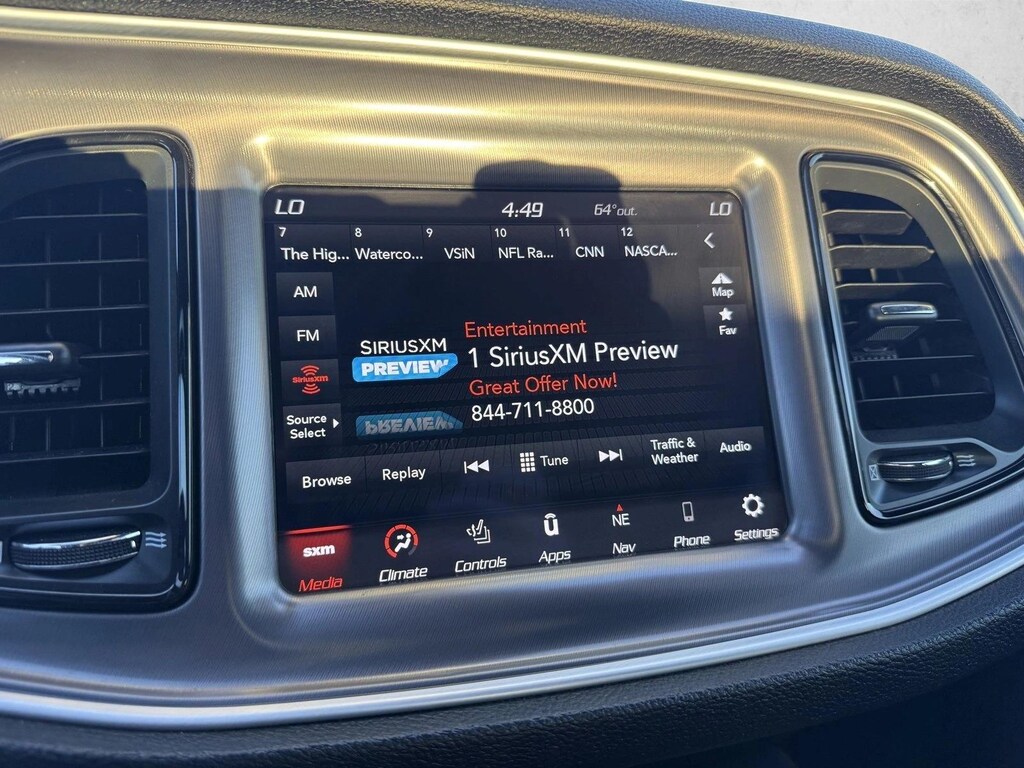 LO 4:49 64° out. LO
7 8 9 10 11 12
The Hig... Waterco... VSiN NFL Ra... CNN NASCA...
AM
Map
FM
Fav
SiriusXM
Source
Select
SIRIUSXM
PREVIEW
Entertainment
1 SiriusXM Preview
Great Offer Now!
844-711-8800
PREVIEW
Browse Replay Tune Traffic &
Weather Audio
sxm
Media
Climate
Controls
Apps
NE
Nav
Phone
Settings